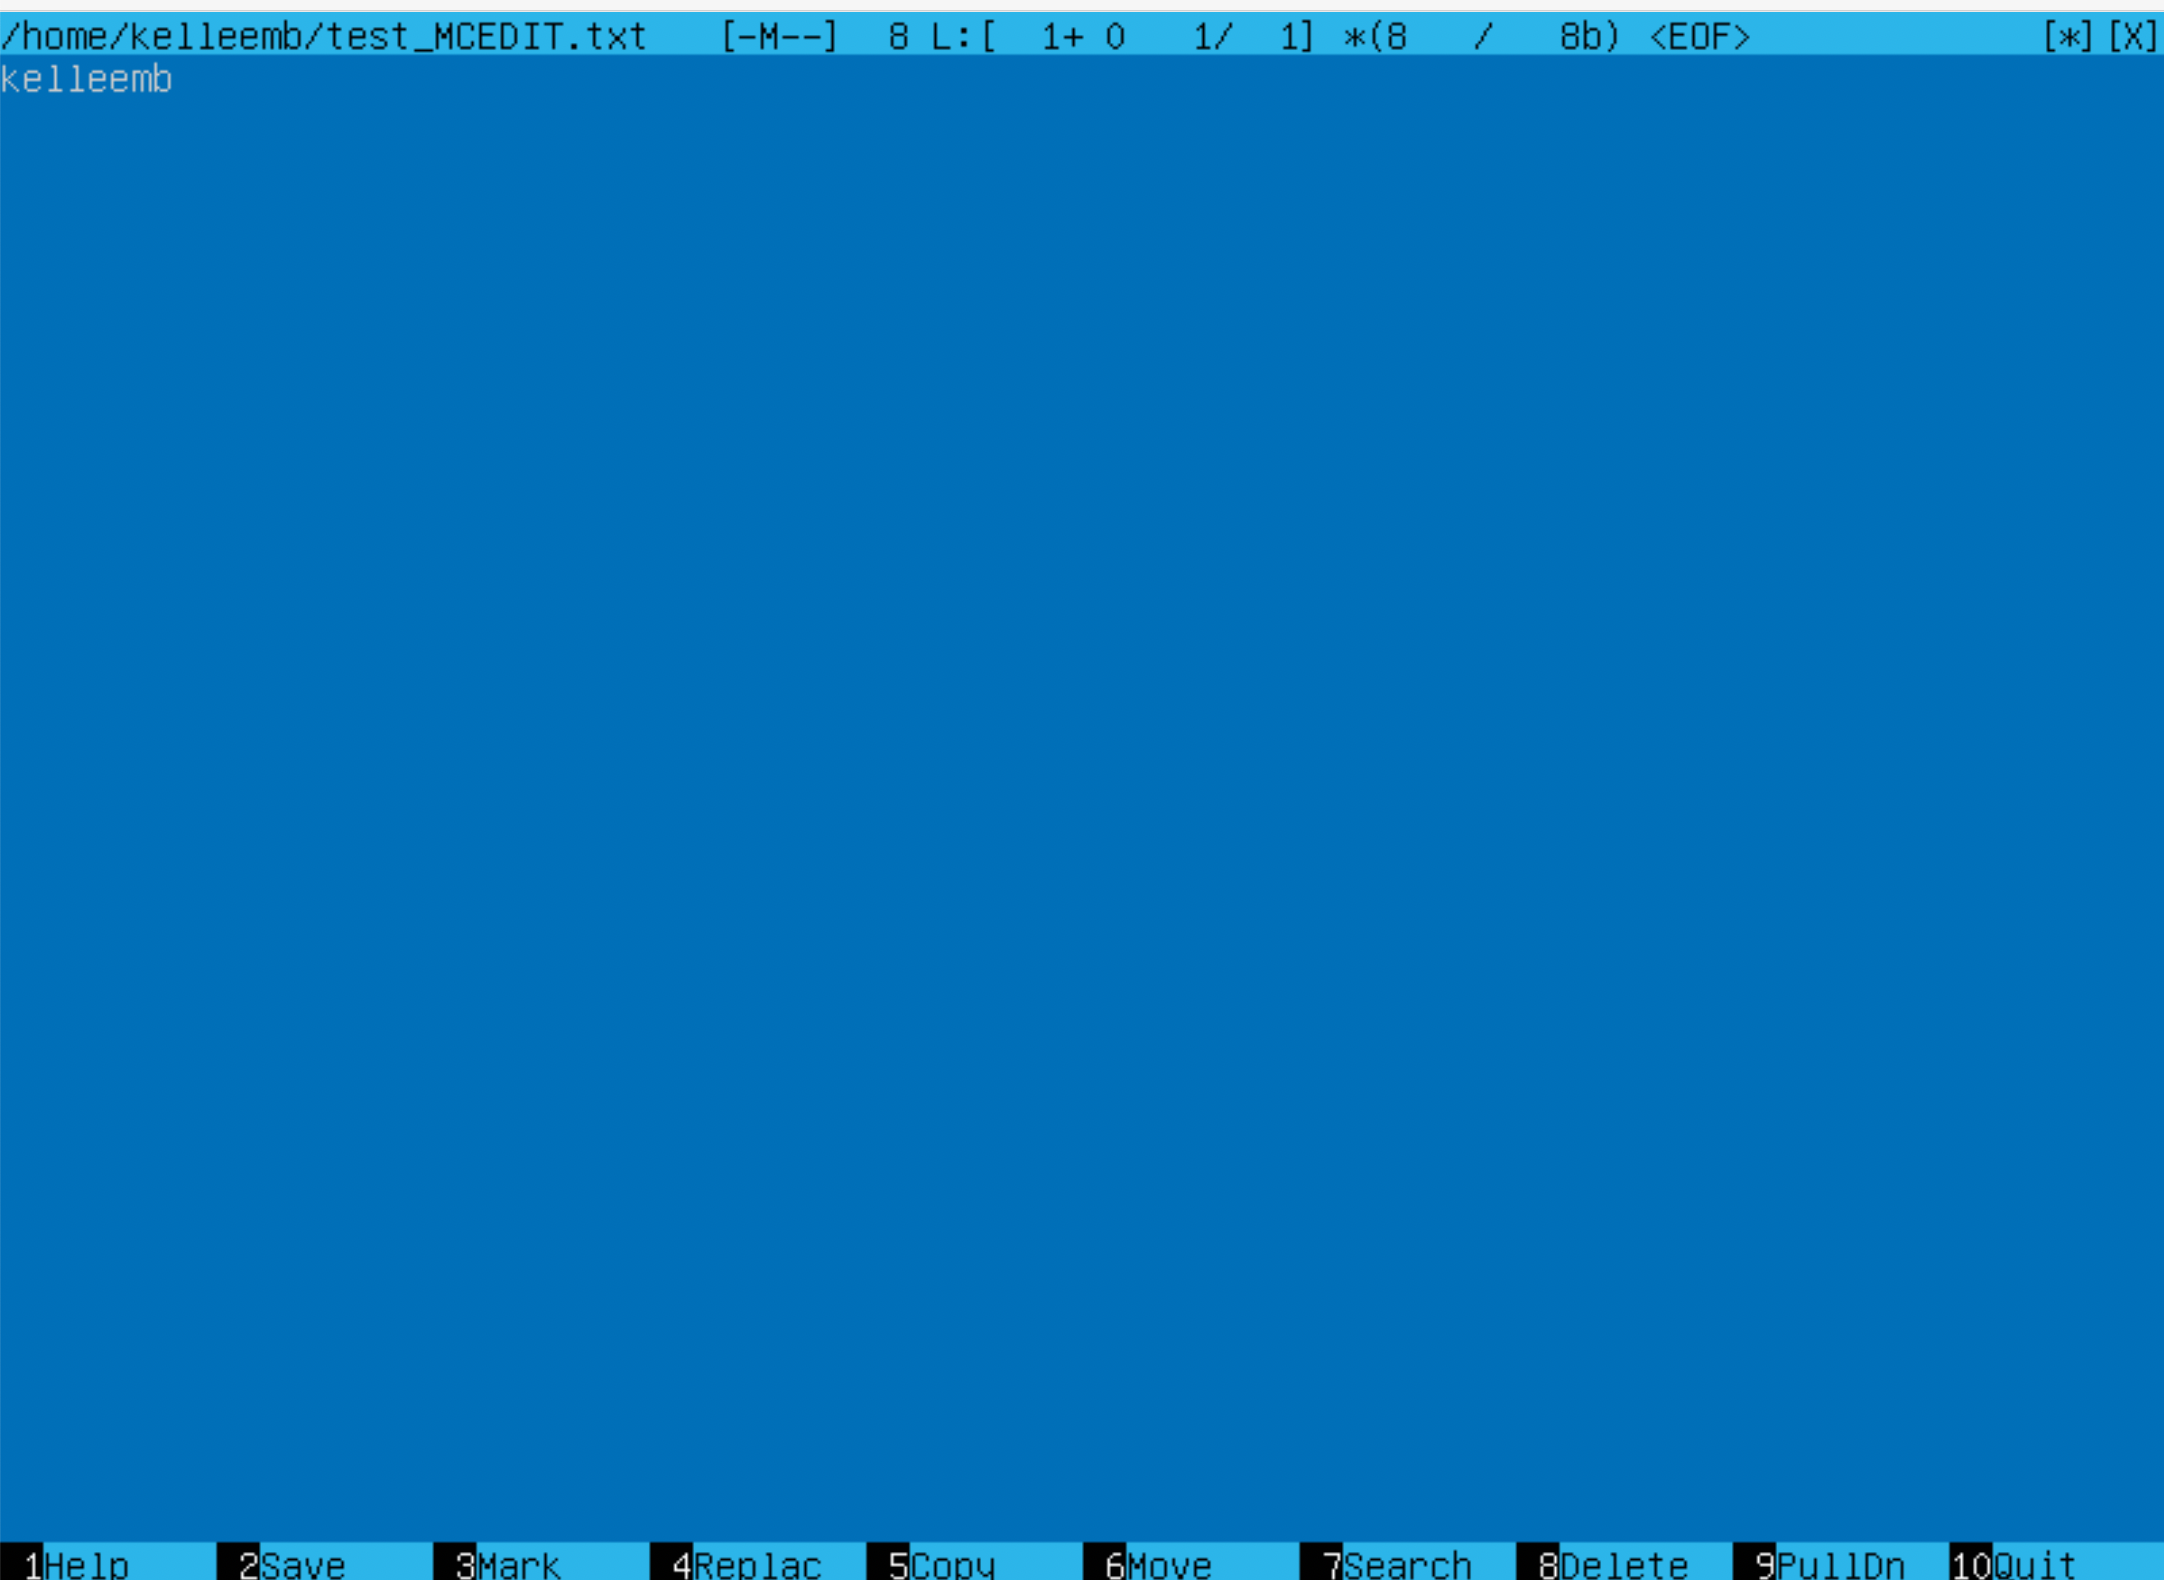 /home/kelleemb/test_MCEDIT.txt   [-M--]  8 L:[  1+ 0   1/  1] *(8   /   8b) <EOF>   [*][X]
kelleemb
1Help 2Save 3Mark 4Replac 5Copy 6Move 7Search 8Delete 9PullDn 10Quit